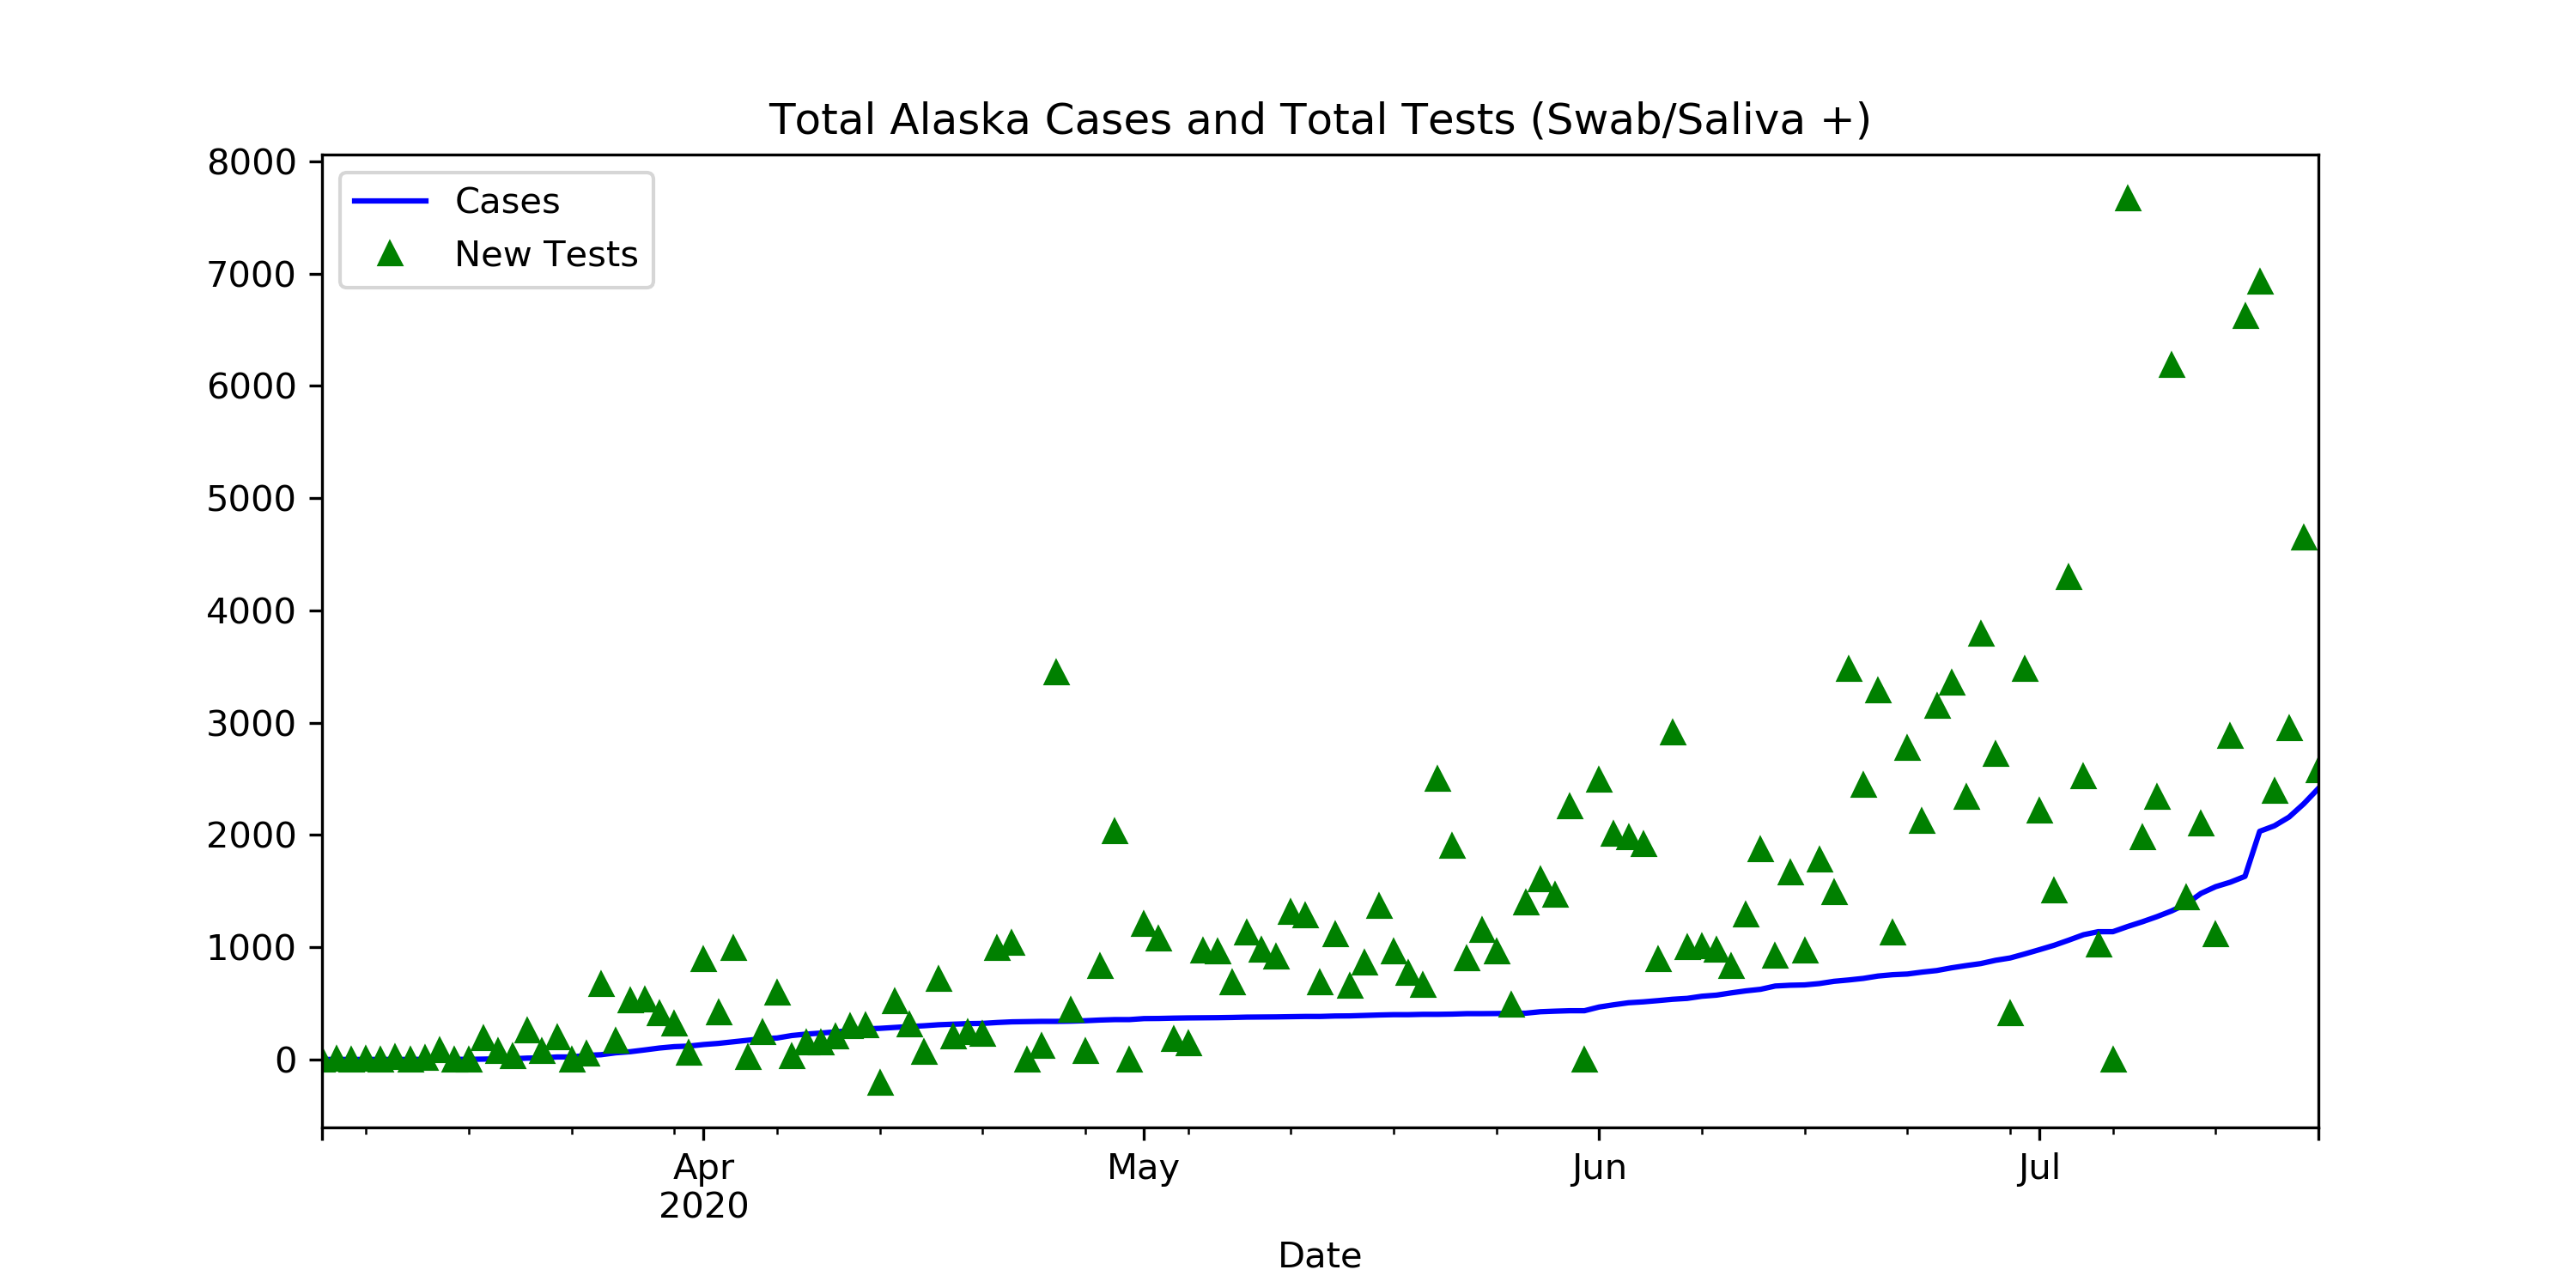 Total Alaska Cases and Total Tests (Swab/Saliva +)
8000
7000
6000
5000
4000
3000
2000
1000
0
Cases
New Tests
Apr
2020
May
Jun
Jul
Date